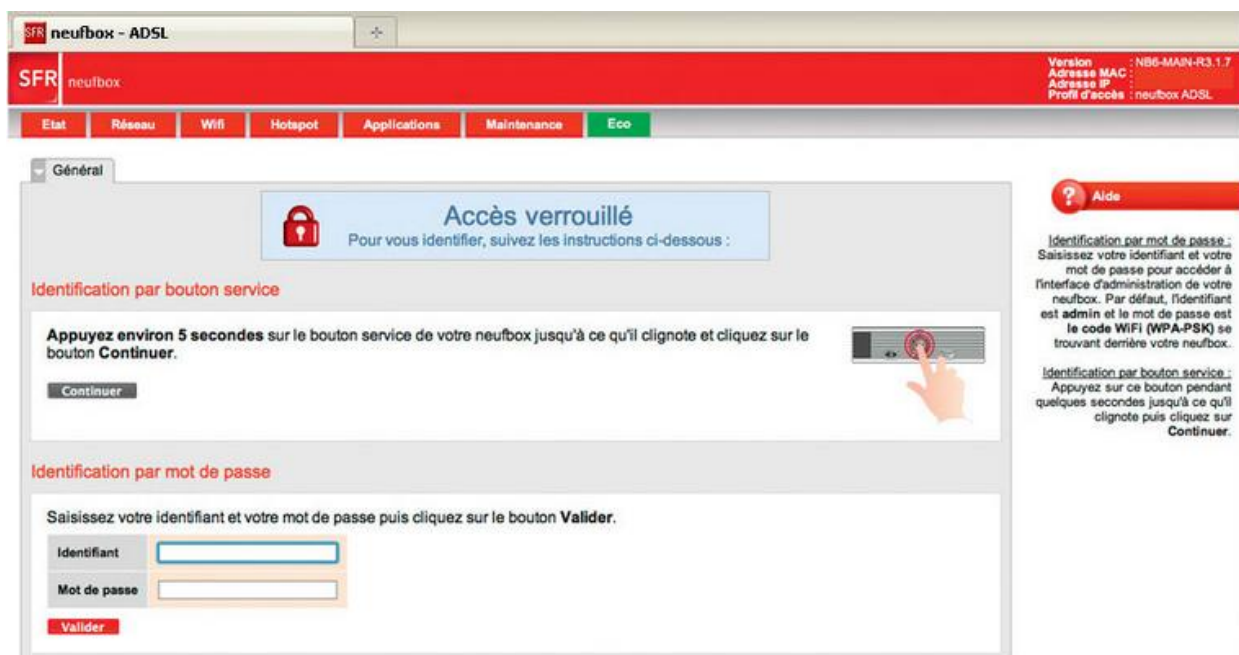 SFR neufbox - ADSL
SFR neufbox
Version : NB6-MAIN-R3.1.7
Adresse MAC :
Adresse IP :
Profil d'accès : neufbox ADSL
Etat Réseau Wifi Hotspot Applications Maintenance Eco
Général
Accès verrouillé
Pour vous identifier, suivez les instructions ci-dessous :
Identification par bouton service
Appuyez environ 5 secondes sur le bouton service de votre neufbox jusqu'à ce qu'il clignote et cliquez sur le
bouton Continuer.
Continuer
Identification par mot de passe
Saisissez votre identifiant et votre mot de passe puis cliquez sur le bouton Valider.
Identifiant
Mot de passe
Valider
? Aide
Identification par mot de passe :
Saisissez votre identifiant et votre
mot de passe pour accéder à
l'interface d'administration de votre
neufbox. Par défaut, l'identifiant
est admin et le mot de passe est
le code WiFi (WPA-PSK) se
trouvant derrière votre neufbox.
Identification par bouton service :
Appuyez sur ce bouton pendant
quelques secondes jusqu'à ce qu'il
clignote puis cliquez sur
Continuer.